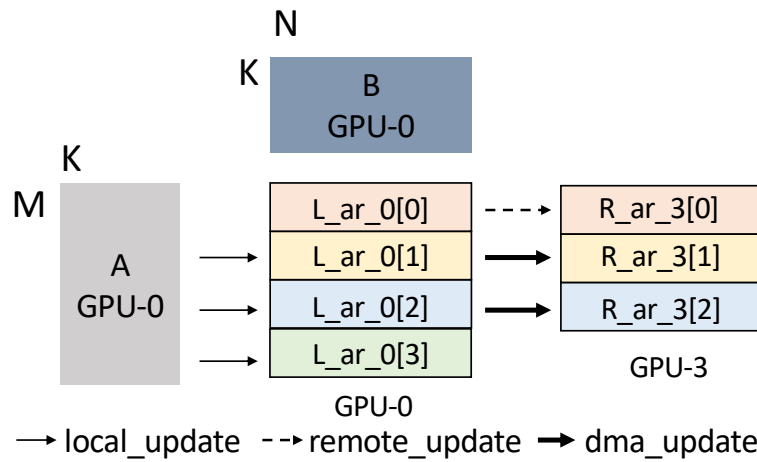 N
K
B
GPU-0
K
M
A
GPU-0
L_ar_0[0]
R_ar_3[0]
L_ar_0[1]
R_ar_3[1]
L_ar_0[2]
R_ar_3[2]
L_ar_0[3]
GPU-3
GPU-0
local_update remote_update dma_update